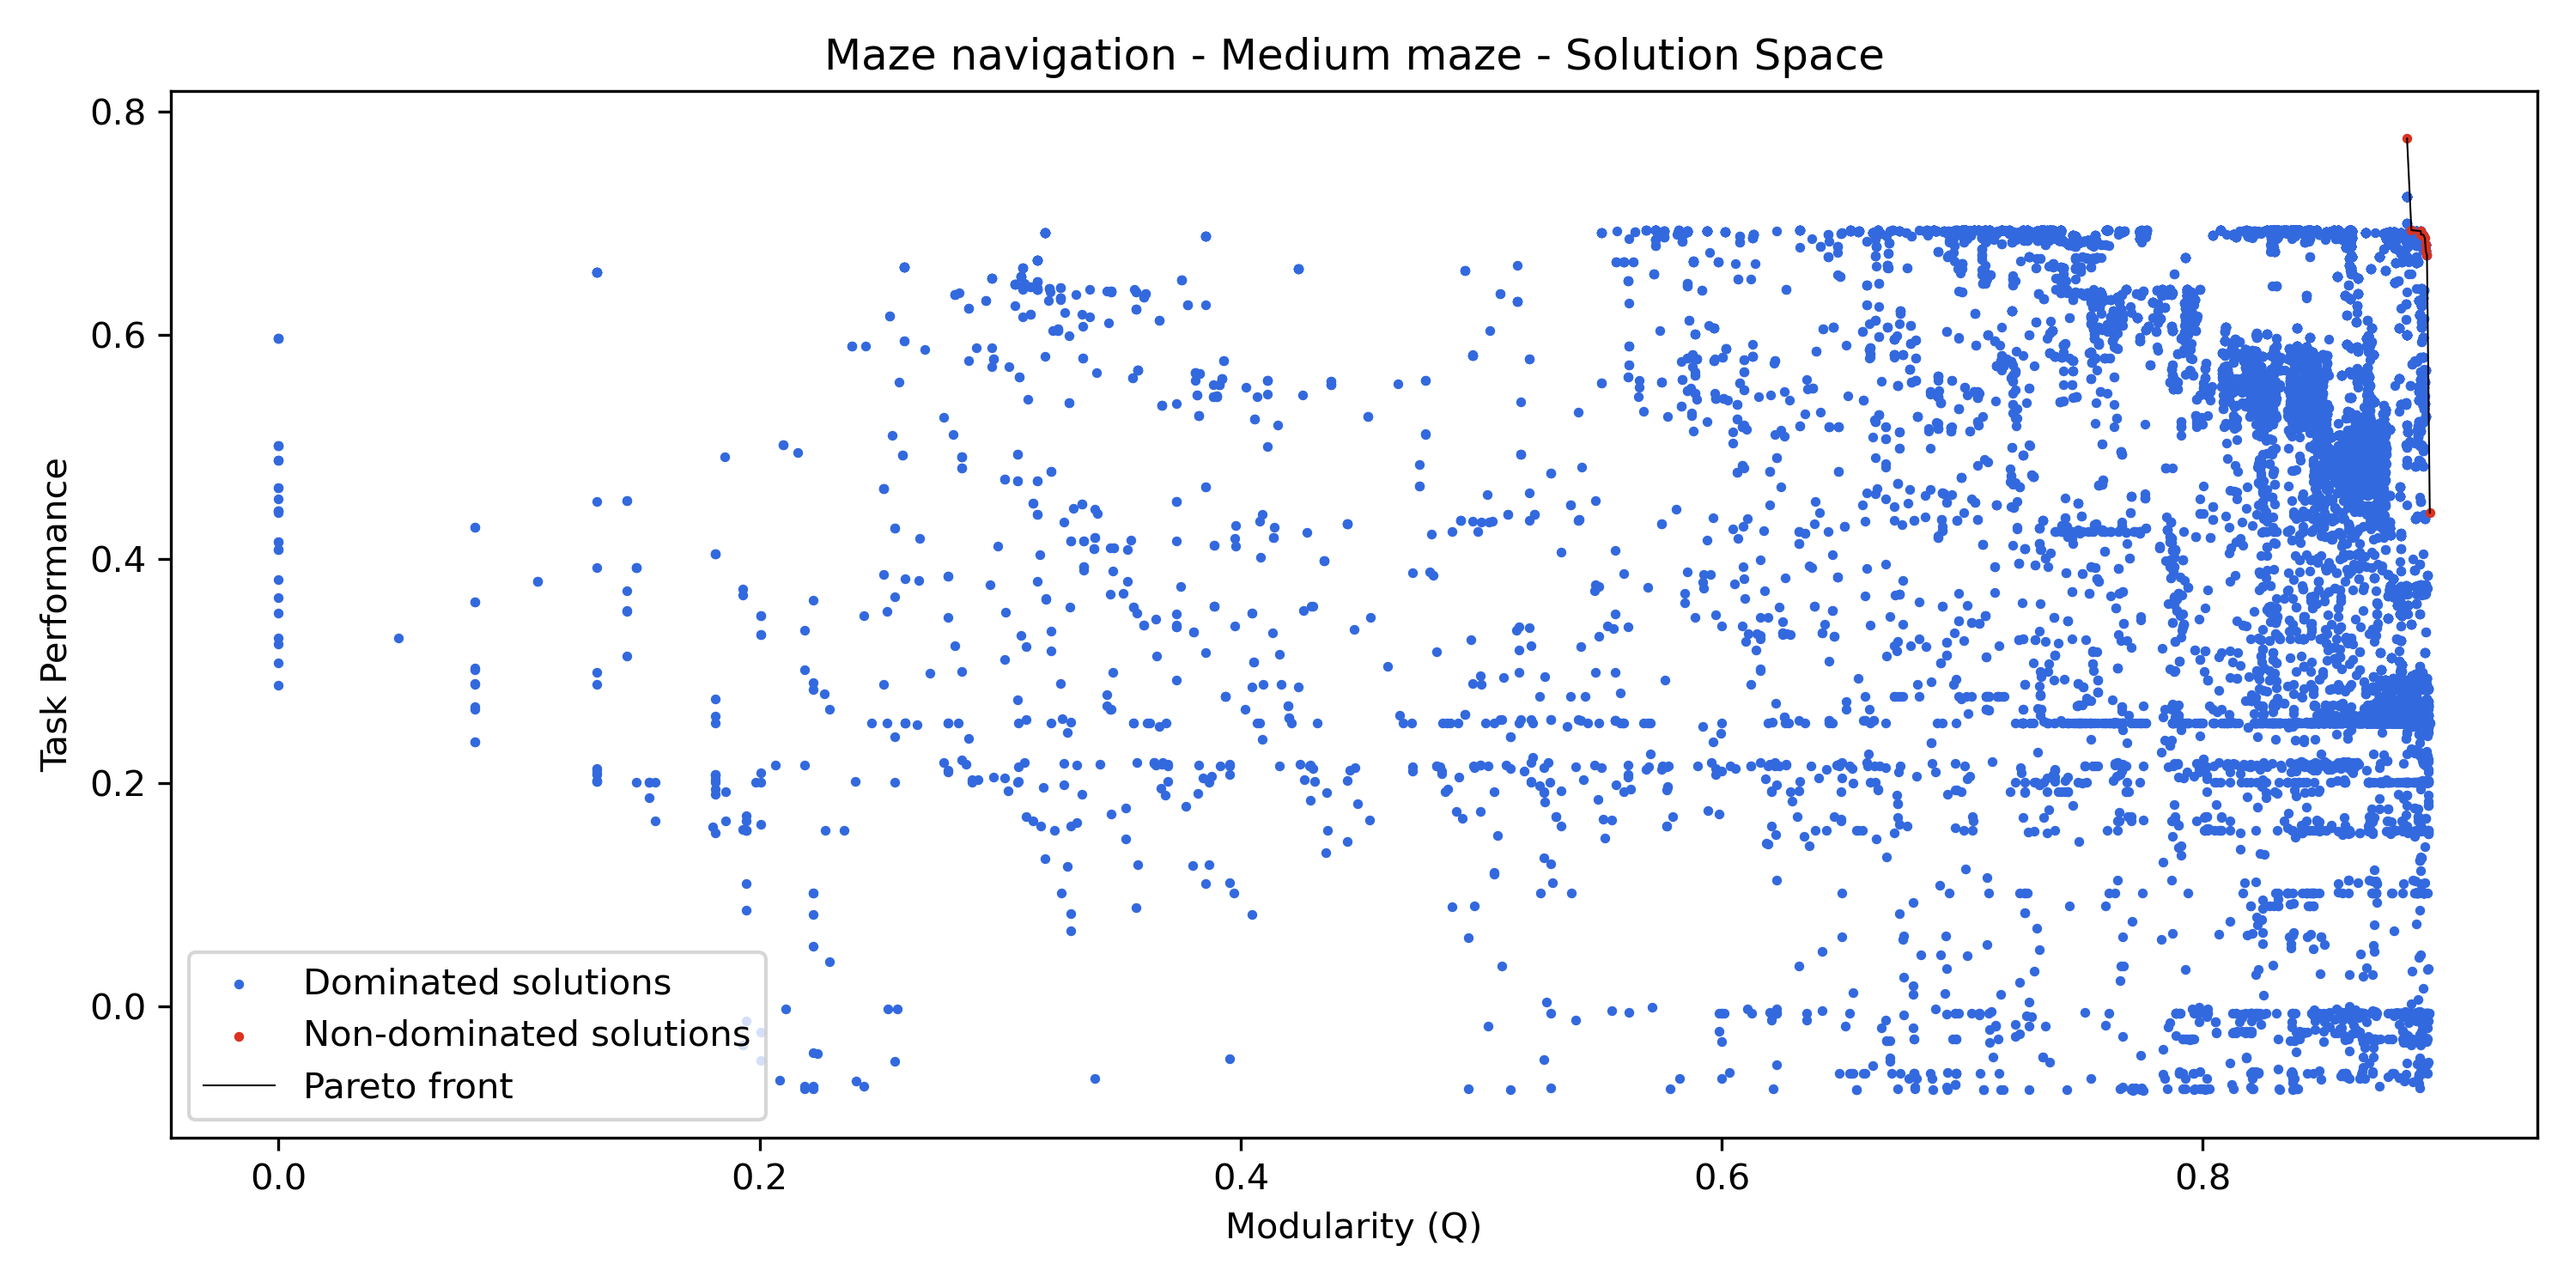 Maze navigation - Medium maze - Solution Space
0.8
0.6
0.4
0.2
0.0
Task Performance
Dominated solutions
Non-dominated solutions
Pareto front
0.0 0.2 0.4 0.6 0.8
Modularity (Q)